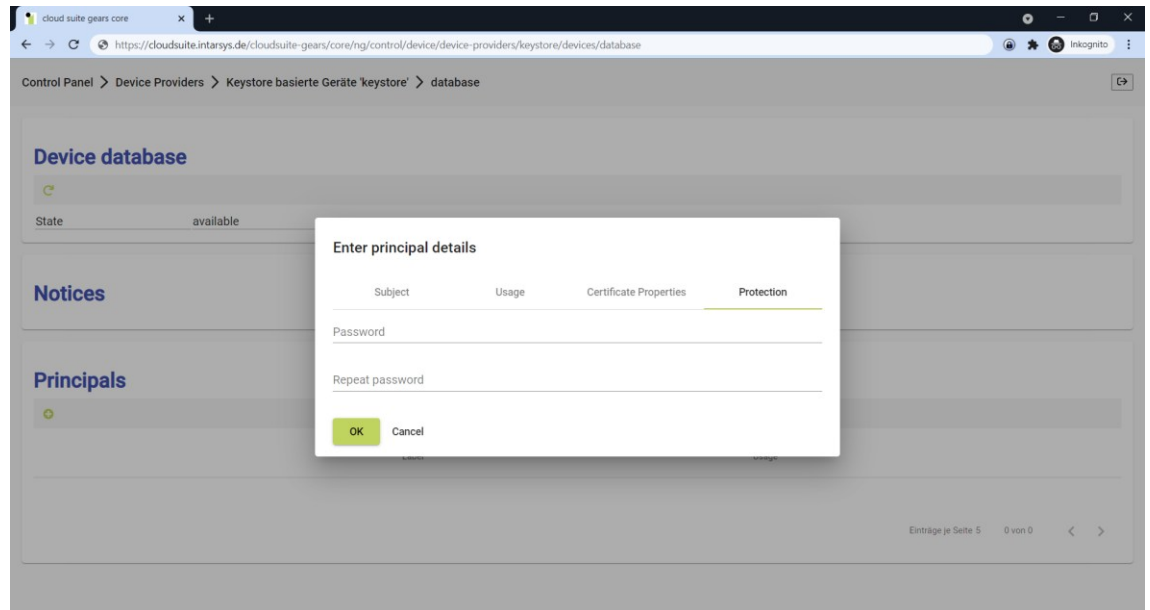 cloud suite gears core
https://cloudsuite.intarsys.de/cloudsuite-gears/core/ng/control/device/device-providers/keystore/devices/database
Inkognito
Control Panel > Device Providers > Keystore basierte Geräte 'keystore' > database
Device database
State available
Enter principal details
Subject Usage Certificate Properties Protection
Notices
Password
Repeat password
Principals
OK Cancel
Label Usage
Einträge je Seite 5 0 von 0